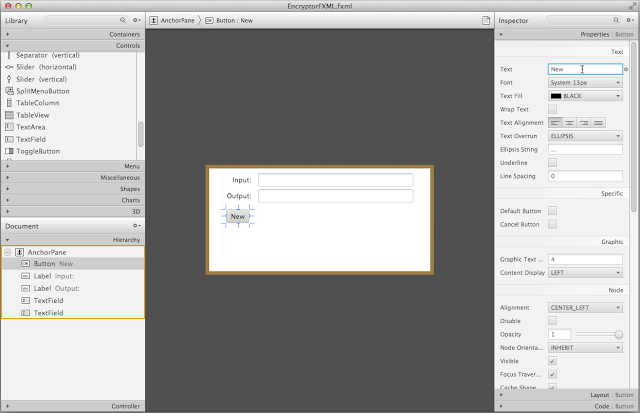 EncryptorFXML.fxml
Library
AnchorPane
Button : New
Inspector
Containers
Controls
Separator (vertical)
Slider (horizontal)
Slider (vertical)
SplitMenuButton
TableColumn
TableView
TextArea
TextField
ToggleButton
Menu
Miscellaneous
Shapes
Charts
3D
Document
Hierarchy
AnchorPane
Button New
Label Input:
Label Output:
TextField
TextField
Controller
Input:
Output:
New
Properties : Button
Text
Text New
Font System 13px
Text Fill BLACK
Wrap Text
Text Alignment
Text Overrun ELLIPSIS
Ellipsis String ...
Underline
Line Spacing 0
Specific
Default Button
Cancel Button
Graphic
Graphic Text ... 4
Content Display LEFT
Node
Alignment CENTER_LEFT
Disable
Opacity 1
Node Orienta... INHERIT
Visible
Focus Traver...
Cache Shape
Layout : Button
Code : Button